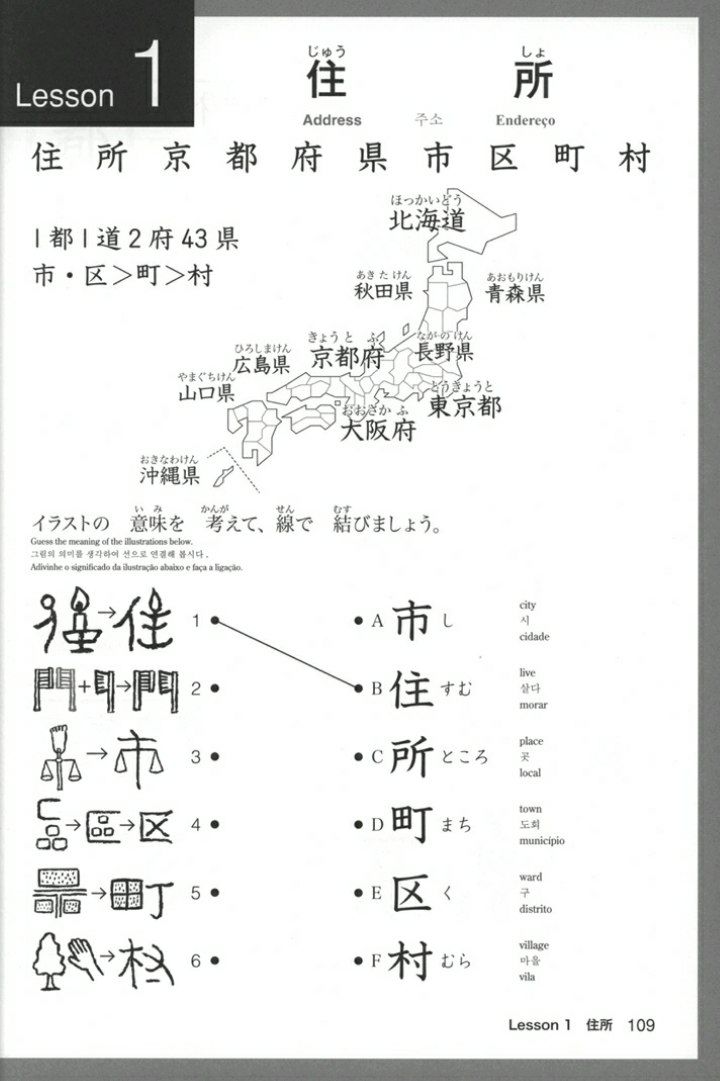 Lesson 1
じゅう しょ
住 所
Address 주소 Endereço
住 所 京 都 府 県 市 区 町 村
1都1道2府43県
市・区＞町＞村
ほっかいどう
北海道
あきたけん
秋田県
あおもりけん
青森県
ひろしまけん
広島県
きょうとふ
京都府
ながのけん
長野県
やまぐちけん
山口県
とうきょうと
東京都
おおさかふ
大阪府
おきなわけん
沖縄県
いみ かんが せん むす
イラストの 意味を 考えて、線で 結びましょう。
Guess the meaning of the illustrations below.
그림의 의미를 생각하여 선으로 연결해 봅시다.
Adivinhe o significado da ilustração abaixo e faça a ligação.
→住 1 • • A 市 し city 시 cidade
+→門 2 • • B 住 すむ live 살다 morar
→市 3 • • C 所 ところ place 곳 local
→區→区 4 • • D 町 まち town 도회 município
→町 5 • • E 区 く ward 구 distrito
→村 6 • • F 村 むら village 마을 vila
Lesson 1 住所 109